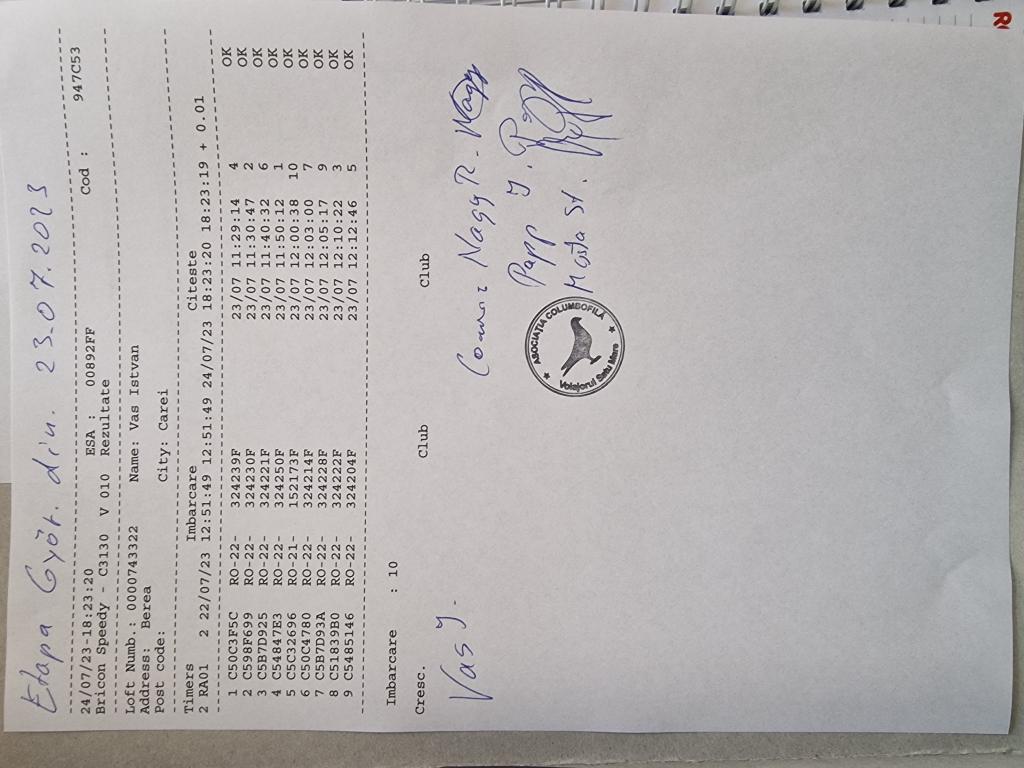 Etapa Győr. din. 23-07.2023
24/07/23-18:23:20 ESA : 00892FF Cod : 947C53
Bricon Speedy - C3130 V 010 Rezultate
Loft Numb.: 0000743322 Name: Vas Istvan
Address: Berea
Post code: City: Carei
Timers Imbarcare Citeste
2 RA01 2 22/07/23 12:51:49 12:51:49 24/07/23 18:23:20 18:23:19 + 0.01
1 C50C3F5C RO-22- 324239F 23/07 11:29:14 4 OK
2 C598F699 RO-22- 324230F 23/07 11:30:47 2 OK
3 C5B7D925 RO-22- 324221F 23/07 11:40:32 6 OK
4 C54847E3 RO-22- 324250F 23/07 11:50:12 1 OK
5 C5C32696 RO-21- 152173F 23/07 12:00:38 10 OK
6 C50C4780 RO-22- 324214F 23/07 12:03:00 7 OK
7 C5B7D93A RO-22- 324228F 23/07 12:05:17 9 OK
8 C51839B0 RO-22- 324222F 23/07 12:10:22 3 OK
9 C5485146 RO-22- 324204F 23/07 12:12:46 5 OK
Imbarcare : 10
Cresc. Club Club
Vas I.
Nagy R. Nagy
Papp I.
ASOCIAŢIA COLUMBOFILĂ
Voiajorul Satu Mare